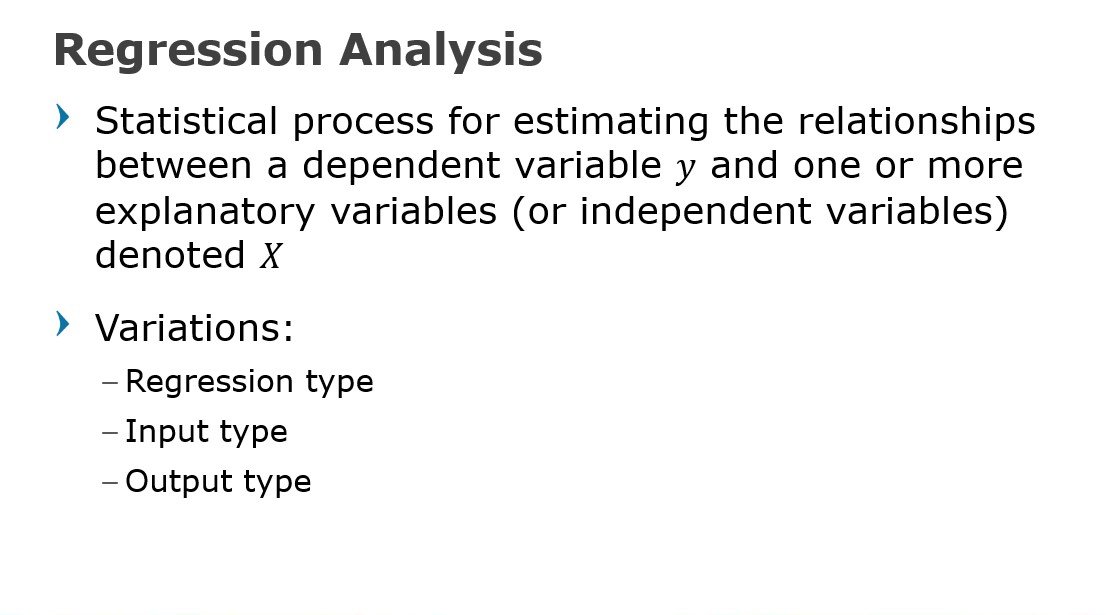 Regression Analysis
Statistical process for estimating the relationships
between a dependent variable y and one or more
explanatory variables (or independent variables)
denoted X
Variations:
– Regression type
– Input type
– Output type